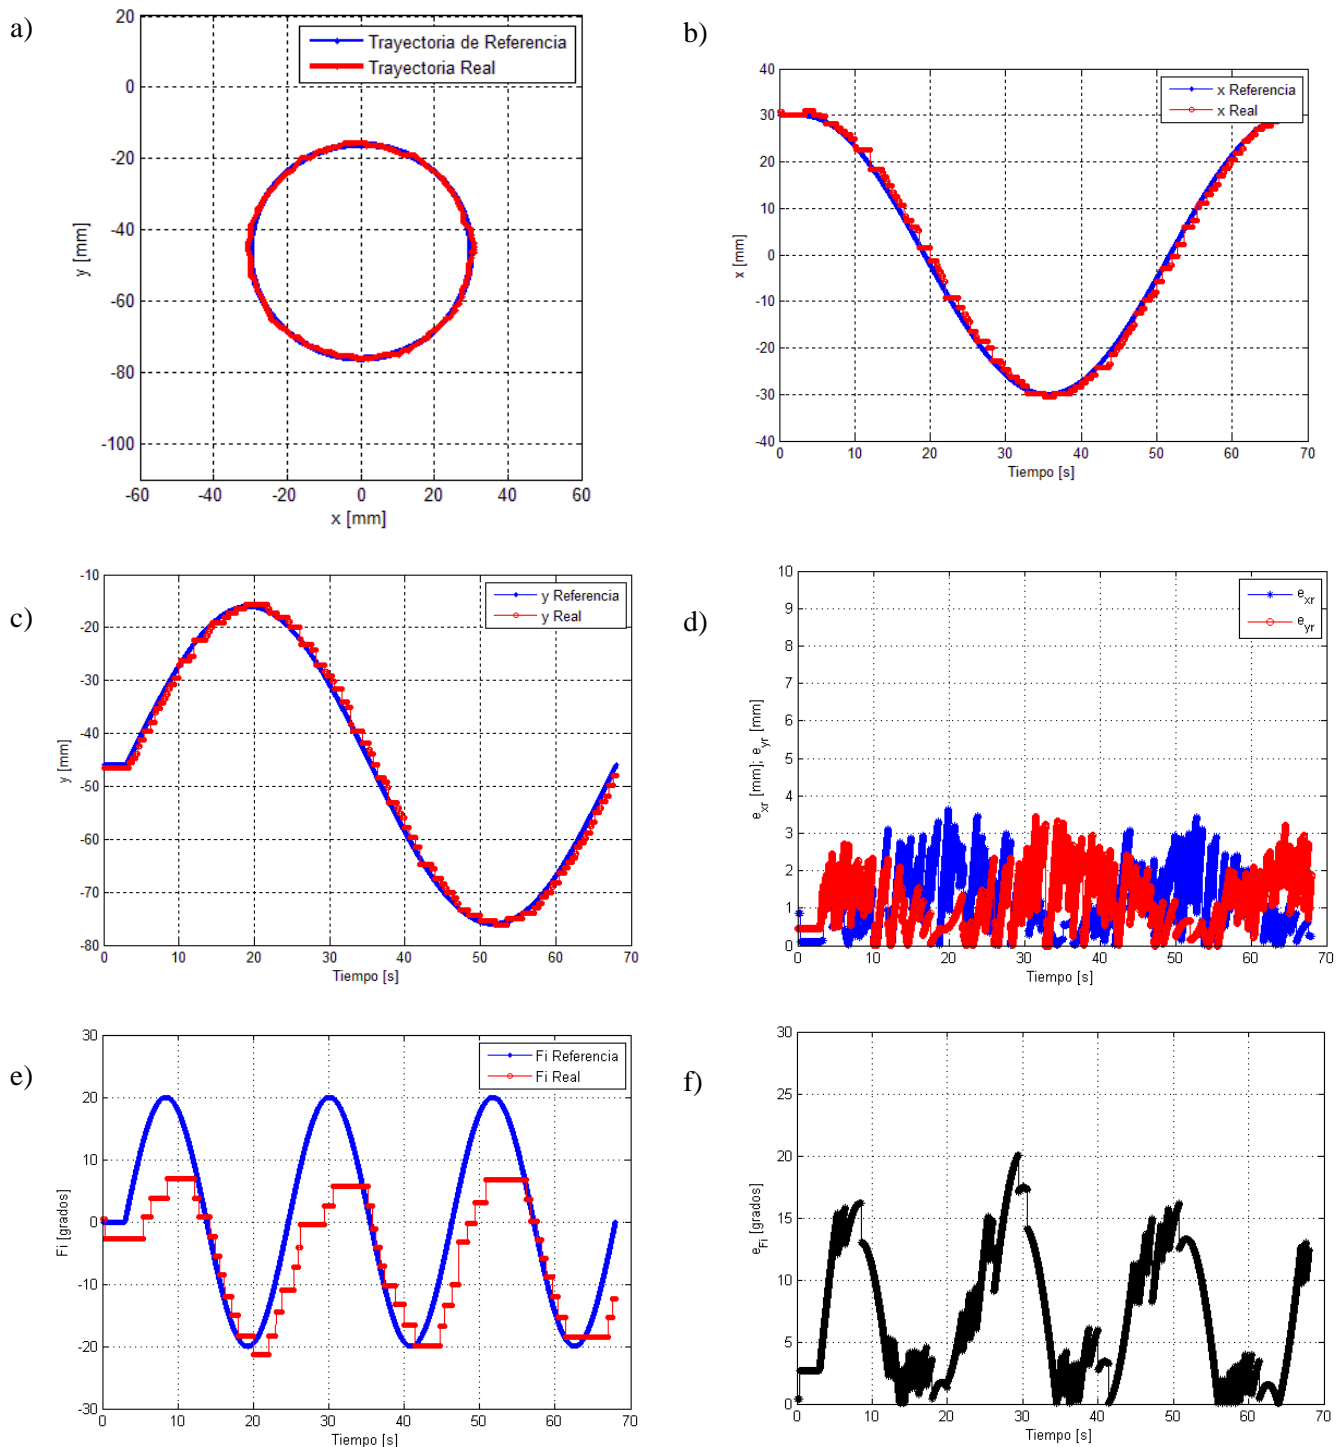 a)
20
0
-20
-40
-60
-80
-100
y [mm]
Trayectoria de Referencia
Trayectoria Real
-60 -40 -20 0 20 40 60
x [mm]
b)
40
30
20
10
0
-10
-20
-30
-40
x [mm]
x Referencia
x Real
0 10 20 30 40 50 60 70
Tiempo [s]
c)
-10
-20
-30
-40
-50
-60
-70
-80
y [mm]
y Referencia
y Real
0 10 20 30 40 50 60 70
Tiempo [s]
d)
10
9
8
7
6
5
4
3
2
1
0
e_xr [mm]; e_yr [mm]
e_xr
e_yr
0 10 20 30 40 50 60 70
Tiempo [s]
e)
30
20
10
0
-10
-20
-30
Fi [grados]
Fi Referencia
Fi Real
0 10 20 30 40 50 60 70
Tiempo [s]
f)
30
25
20
15
10
5
0
e_Fi [grados]
0 10 20 30 40 50 60 70
Tiempo [s]